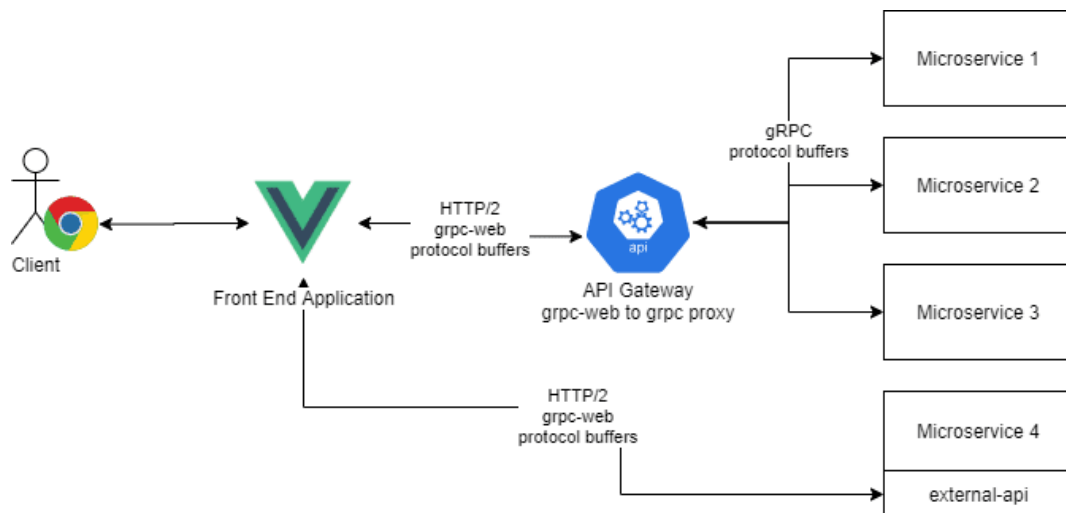 Microservice 1
gRPC
protocol buffers
Microservice 2
HTTP/2
grpc-web
protocol buffers
api
Client
Front End Application
API Gateway
grpc-web to grpc proxy
Microservice 3
HTTP/2
grpc-web
protocol buffers
Microservice 4
external-api